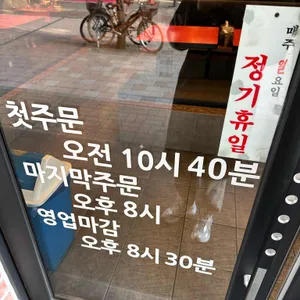 첫주문
오전 10시 40분
마지막주문
오후 8시
영업마감
오후 8시 30분
매주 일요일
정기휴일